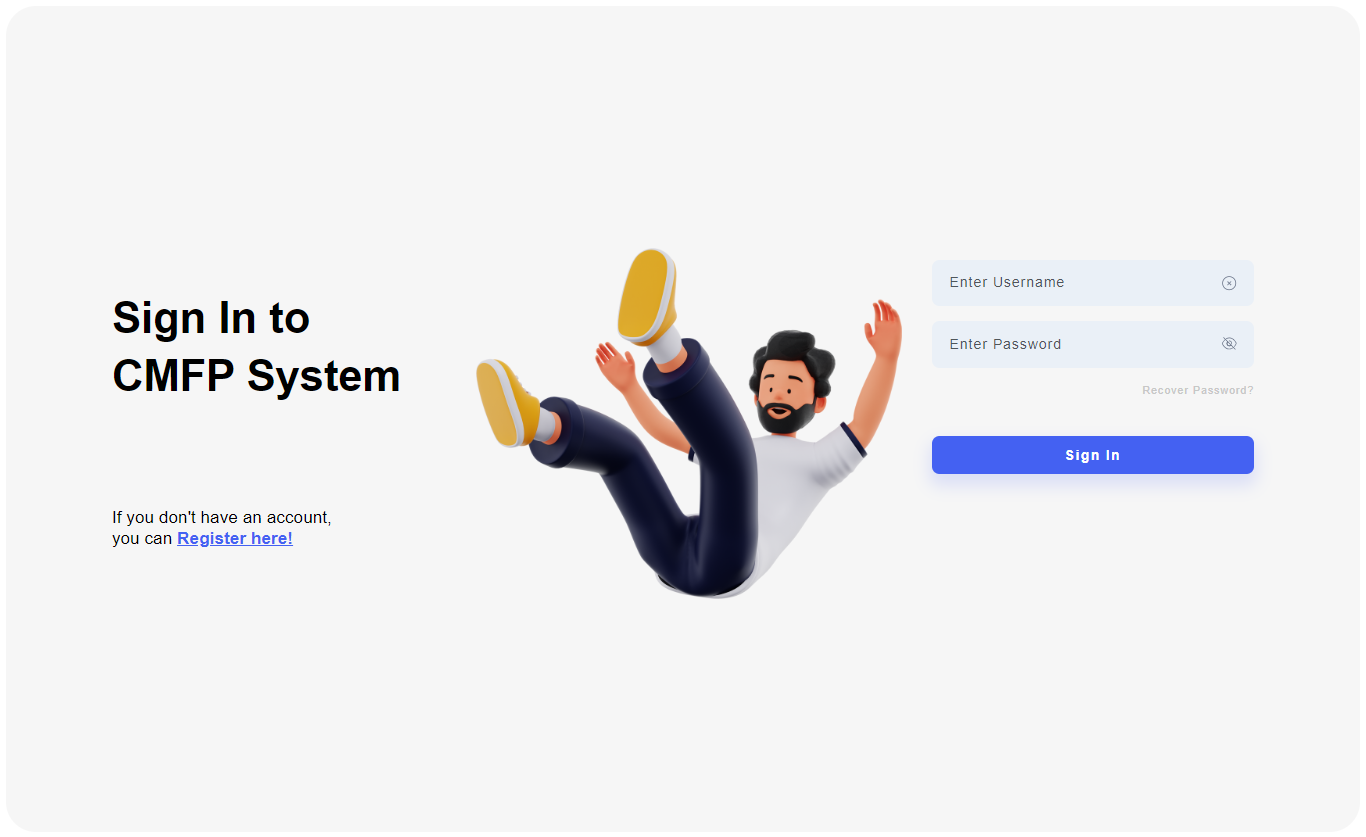 Sign In to
CMFP System
If you don't have an account,
you can Register here!
Enter Username
Enter Password
Recover Password?
Sign In